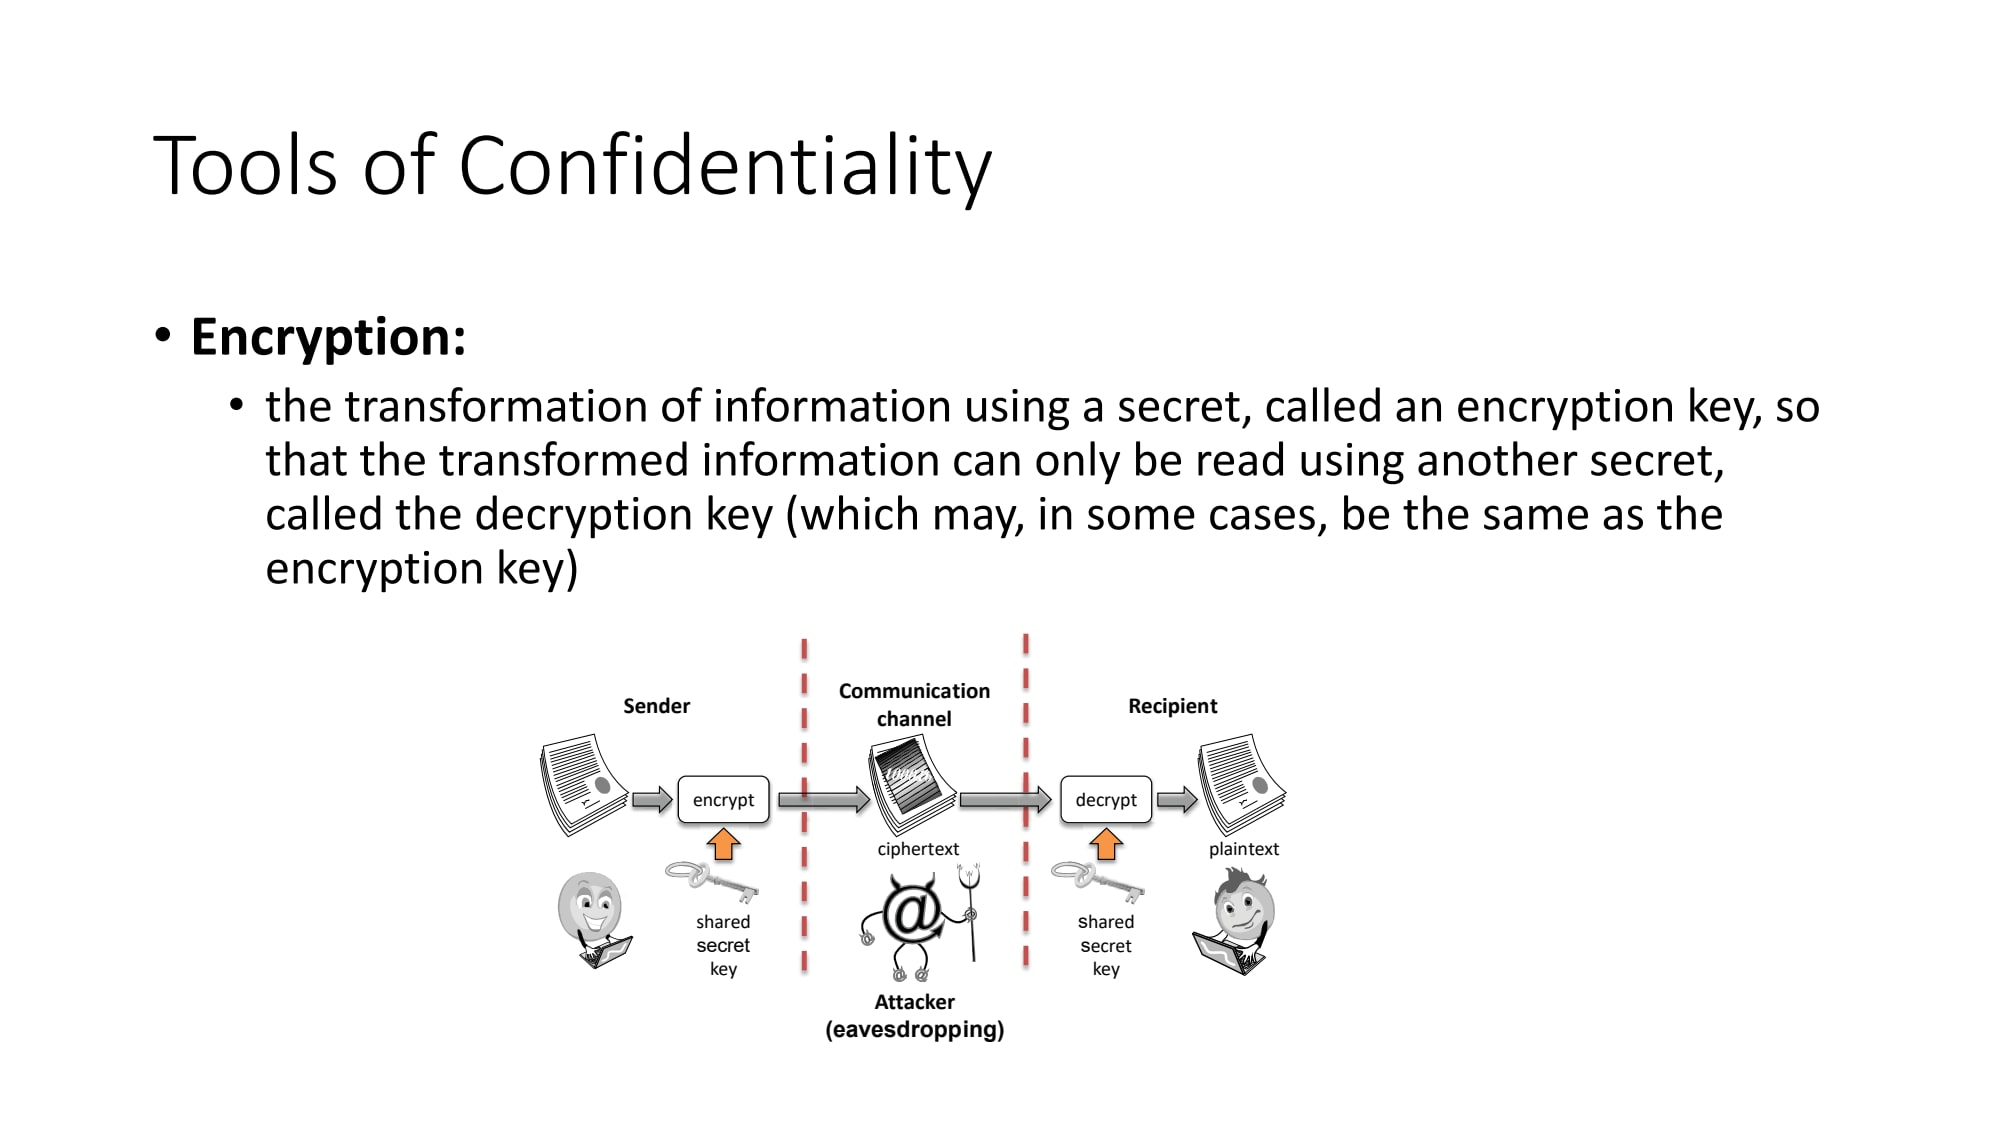 Tools of Confidentiality
• Encryption:
• the transformation of information using a secret, called an encryption key, so
that the transformed information can only be read using another secret,
called the decryption key (which may, in some cases, be the same as the
encryption key)
Sender
Communication
channel
Recipient
encrypt
decrypt
ciphertext
plaintext
shared
secret
key
@
shared
secret
key
Attacker
(eavesdropping)